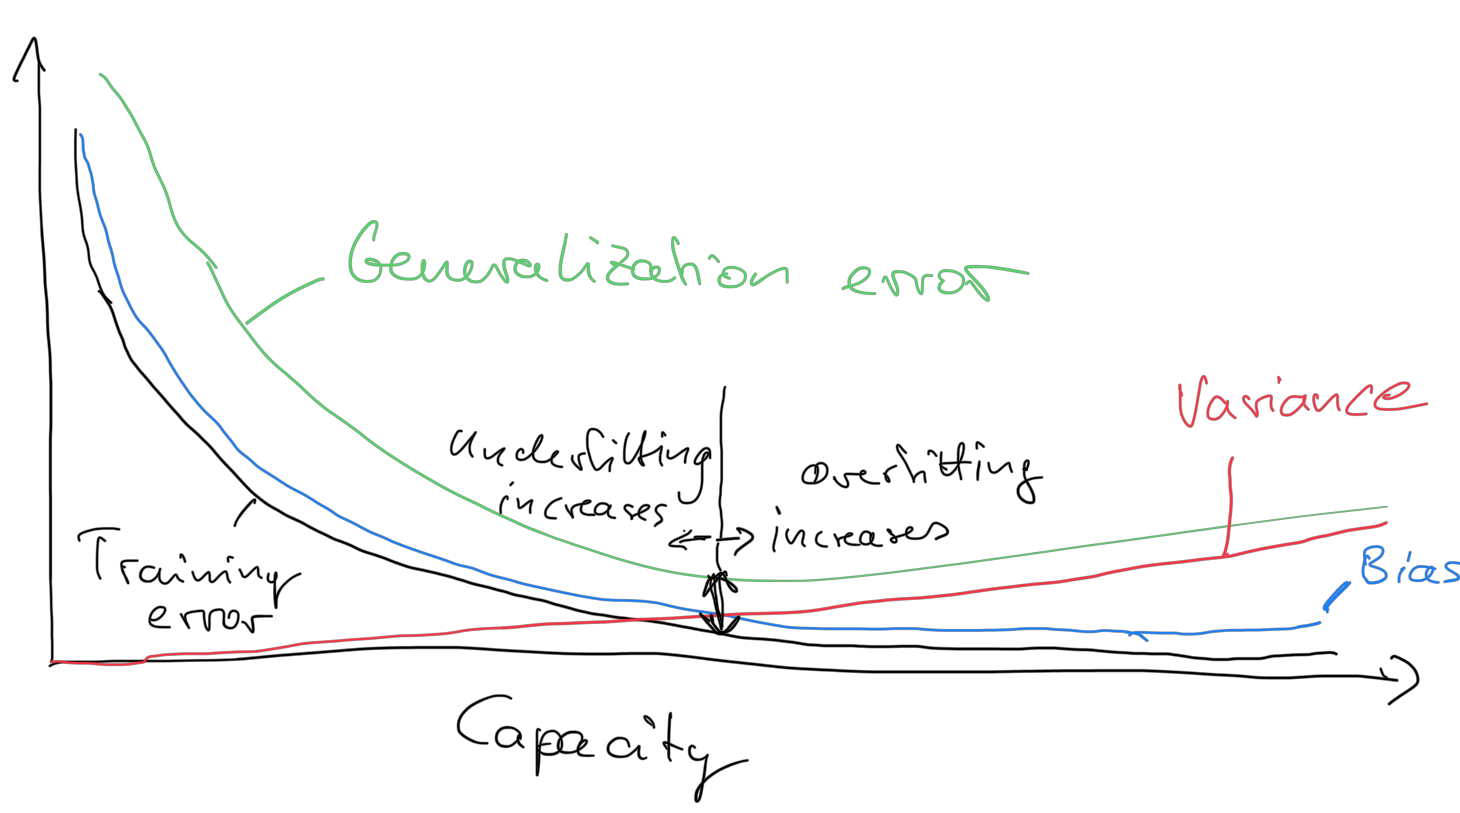 Generalization error
Variance
Underfitting
increases
Overfitting
increases
Bias
Training
error
Capacity